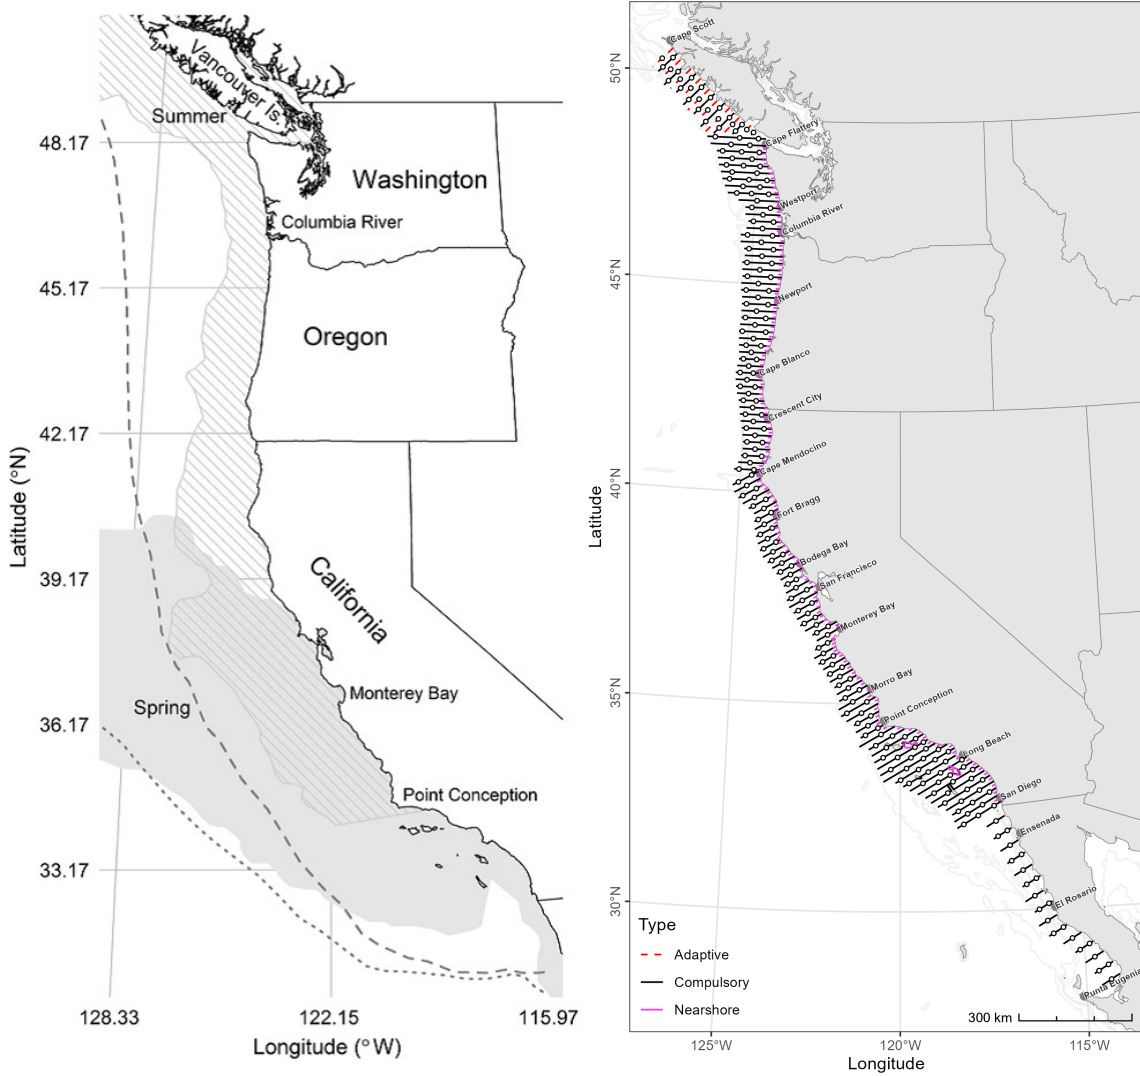 Vancouver Is.
Summer
48.17
Washington
Columbia River
45.17
Oregon
42.17
Latitude (°N)
39.17
California
Monterey Bay
Spring
36.17
Point Conception
33.17
128.33
122.15
115.97
Longitude (°W)
Cape Scott
50°N
Cape Flattery
Westport
Columbia River
45°N
Newport
Cape Blanco
Crescent City
Cape Mendocino
40°N
Fort Bragg
Latitude
Bodega Bay
San Francisco
Monterey Bay
Morro Bay
35°N
Point Conception
Long Beach
San Diego
Ensenada
30°N
El Rosario
Punta Eugenia
Type
Adaptive
Compulsory
Nearshore
300 km
125°W
120°W
115°W
Longitude